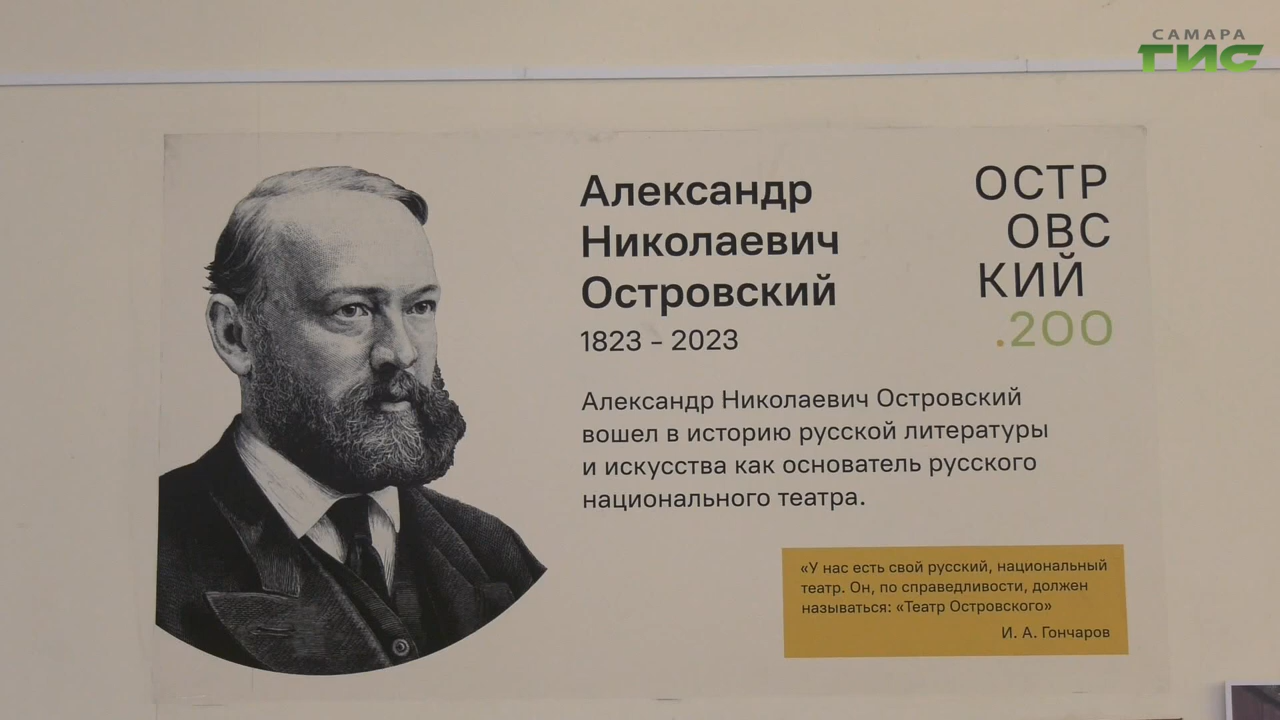 САМАРА
ГИС
Александр
Николаевич
Островский
1823 - 2023
ОСТР
ОВС
КИЙ
.200
Александр Николаевич Островский
вошел в историю русской литературы
и искусства как основатель русского
национального театра.
«У нас есть свой русский, национальный
театр. Он, по справедливости, должен
называться: «Театр Островского»
И. А. Гончаров